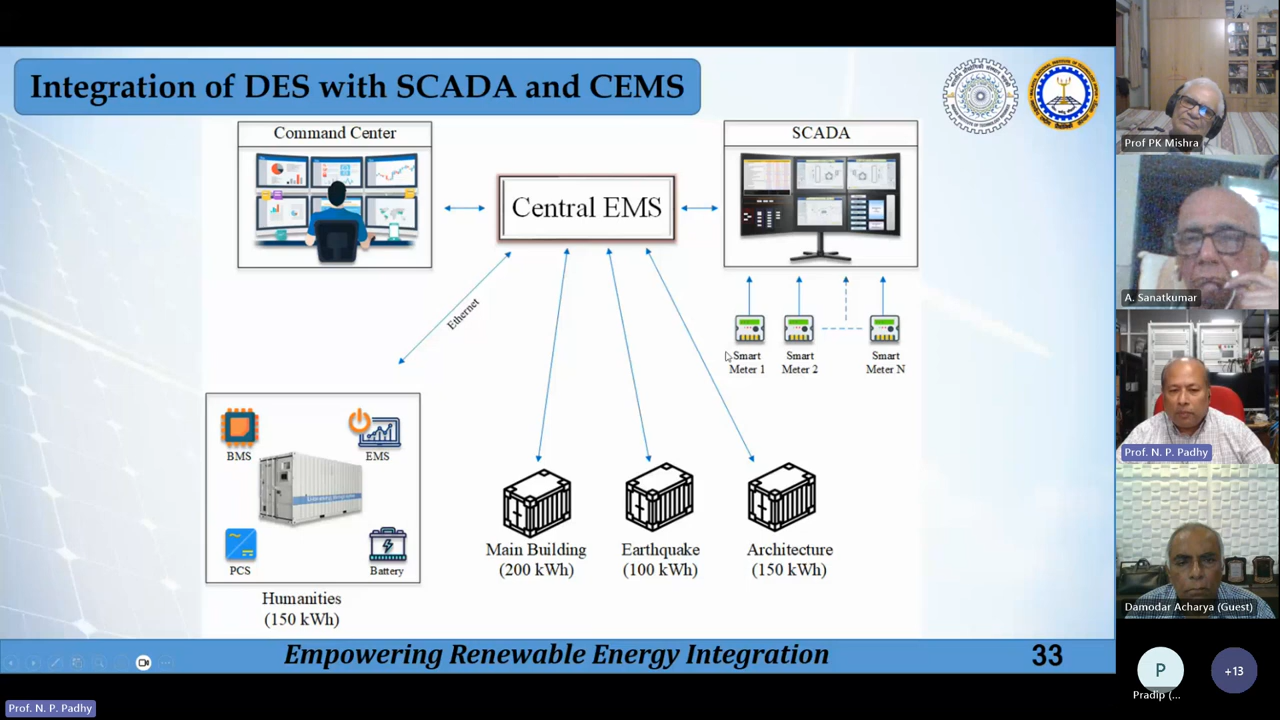 Integration of DES with SCADA and CEMS
Command Center
Central EMS
SCADA
Ethernet
Smart
Meter 1
Smart
Meter 2
Smart
Meter N
BMS
EMS
PCS
Battery
Humanities
(150 kWh)
Main Building
(200 kWh)
Earthquake
(100 kWh)
Architecture
(150 kWh)
Empowering Renewable Energy Integration
33
Prof. N. P. Padhy
Prof PK Mishra
A. Sanatkumar
Prof. N. P. Padhy
Damodar Acharya (Guest)
P
Pradip (...
+13